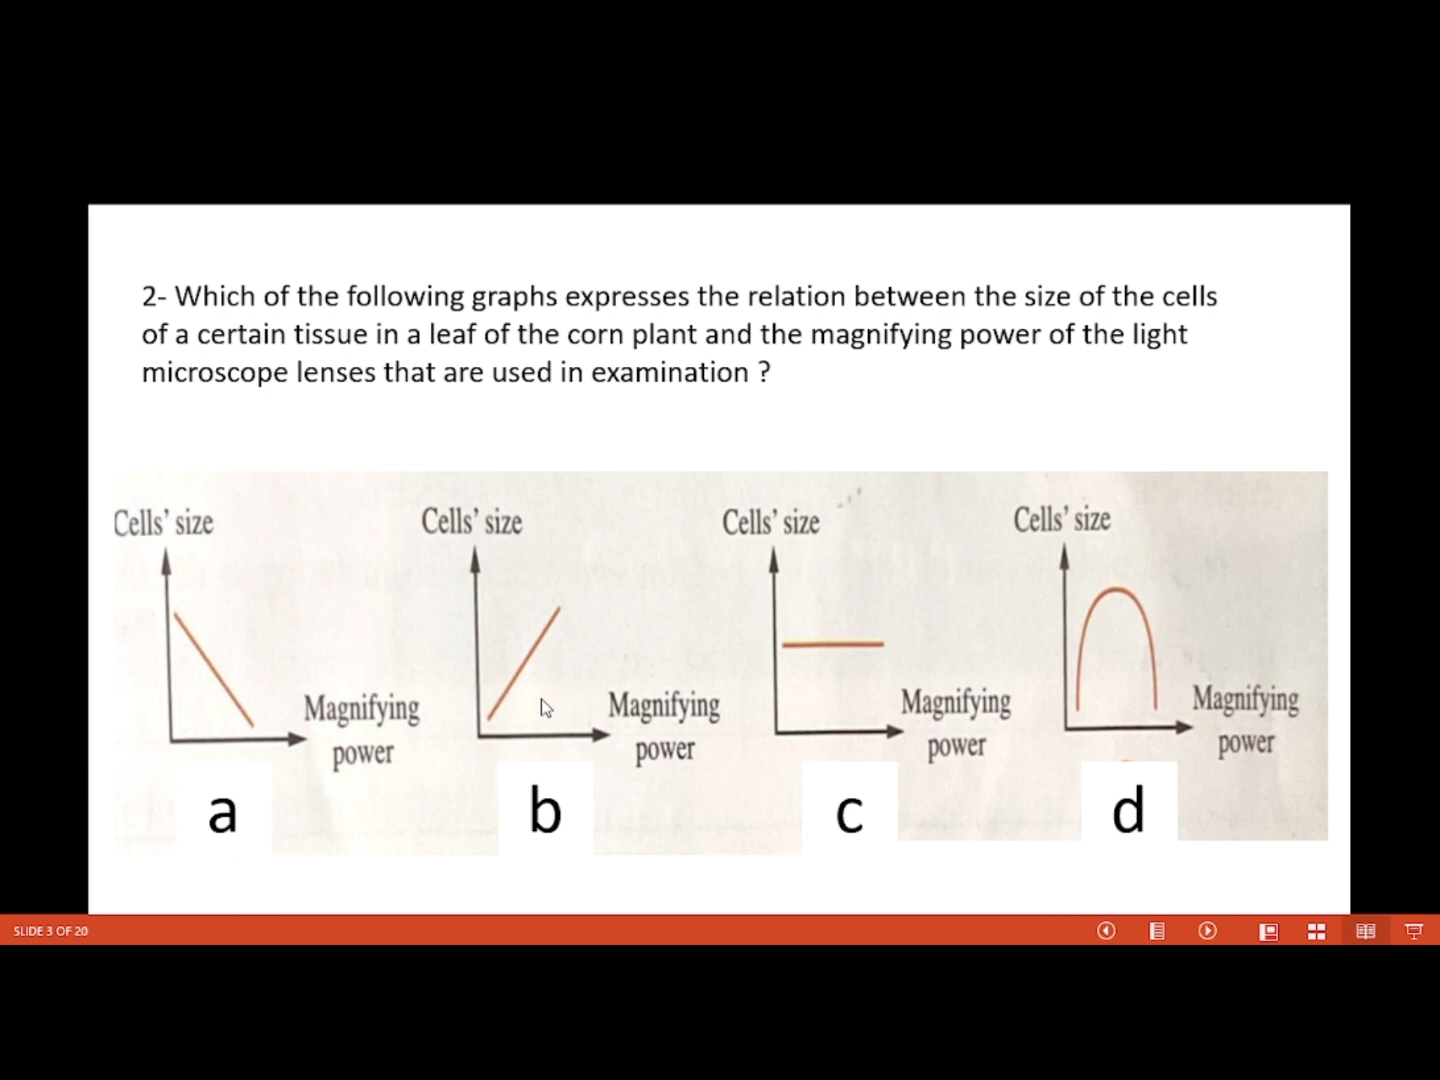 2- Which of the following graphs expresses the relation between the size of the cells
of a certain tissue in a leaf of the corn plant and the magnifying power of the light
microscope lenses that are used in examination ?
Cells' size
Magnifying
power
a
Cells' size
Magnifying
power
b
Cells' size
Magnifying
power
c
Cells' size
Magnifying
power
d
SLIDE 3 OF 20